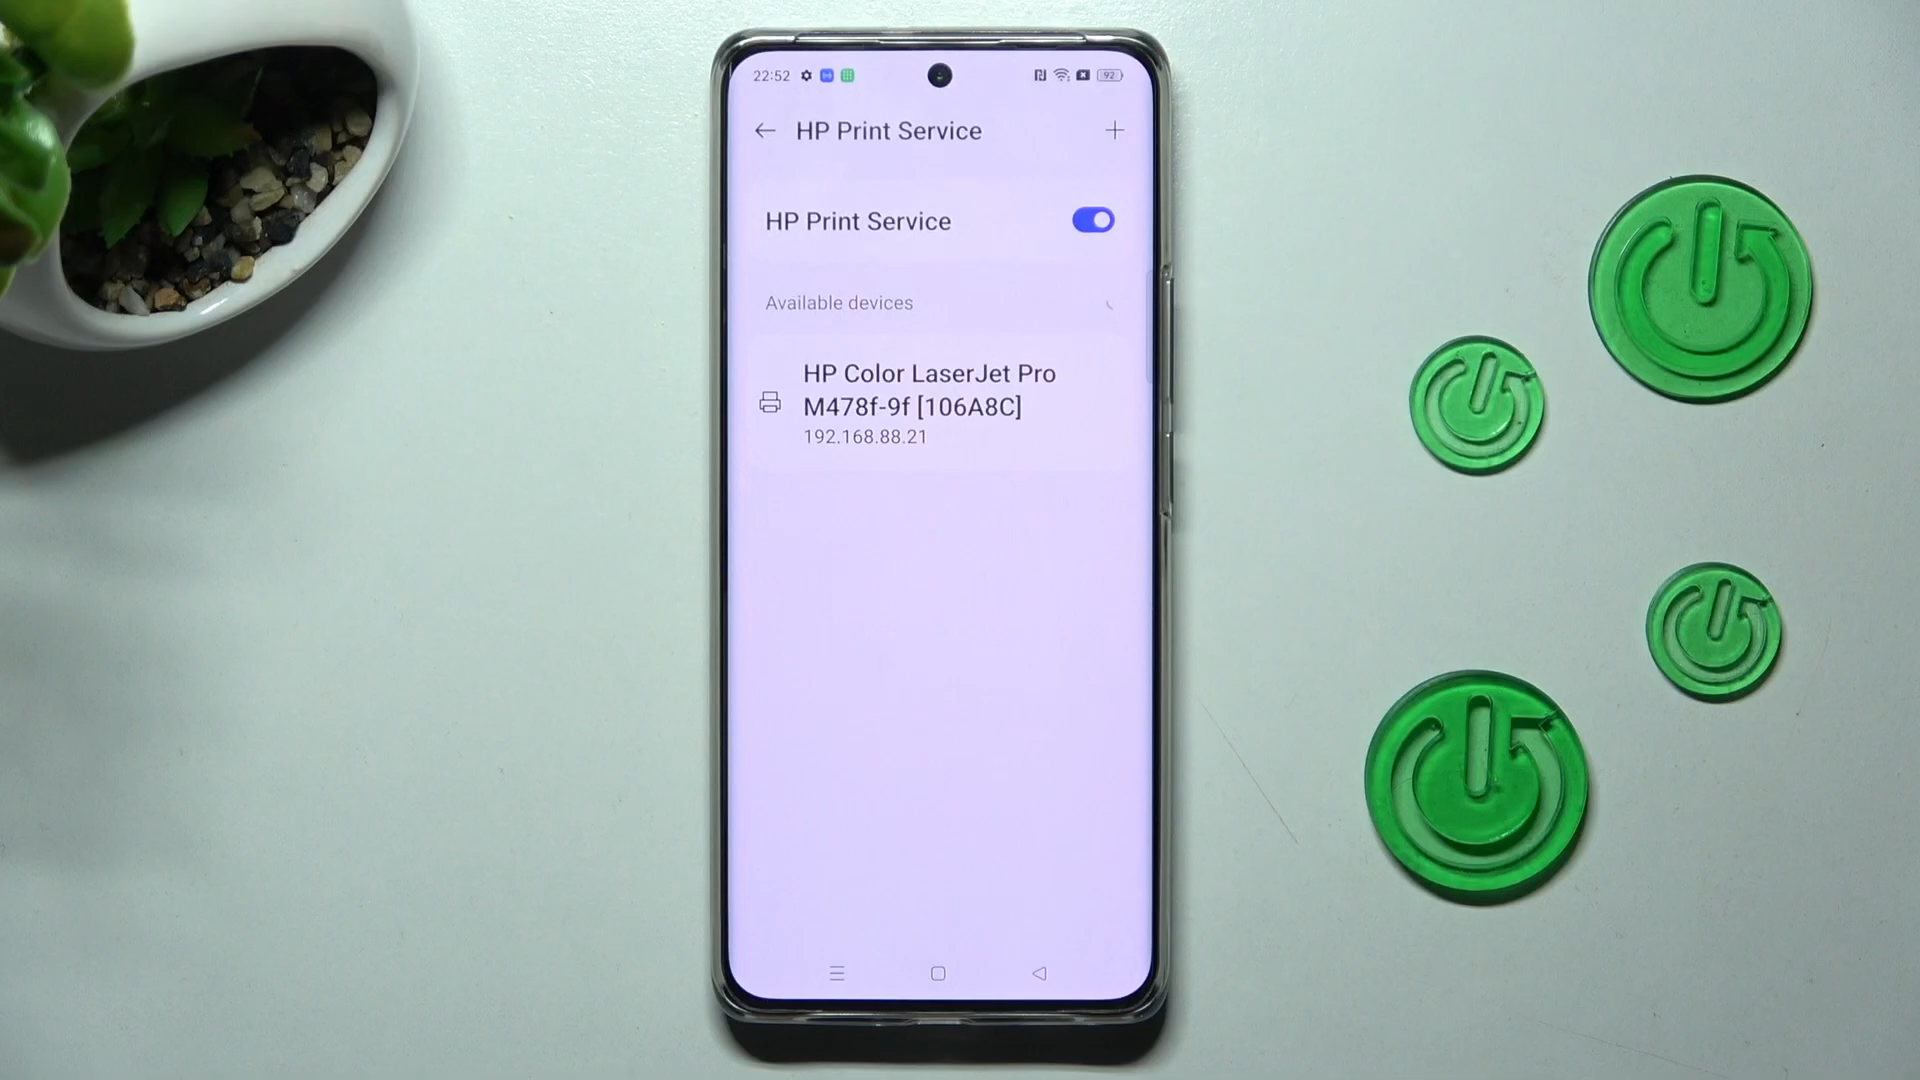 22:52
92
HP Print Service
HP Print Service
Available devices
HP Color LaserJet Pro
M478f-9f [106A8C]
192.168.88.21